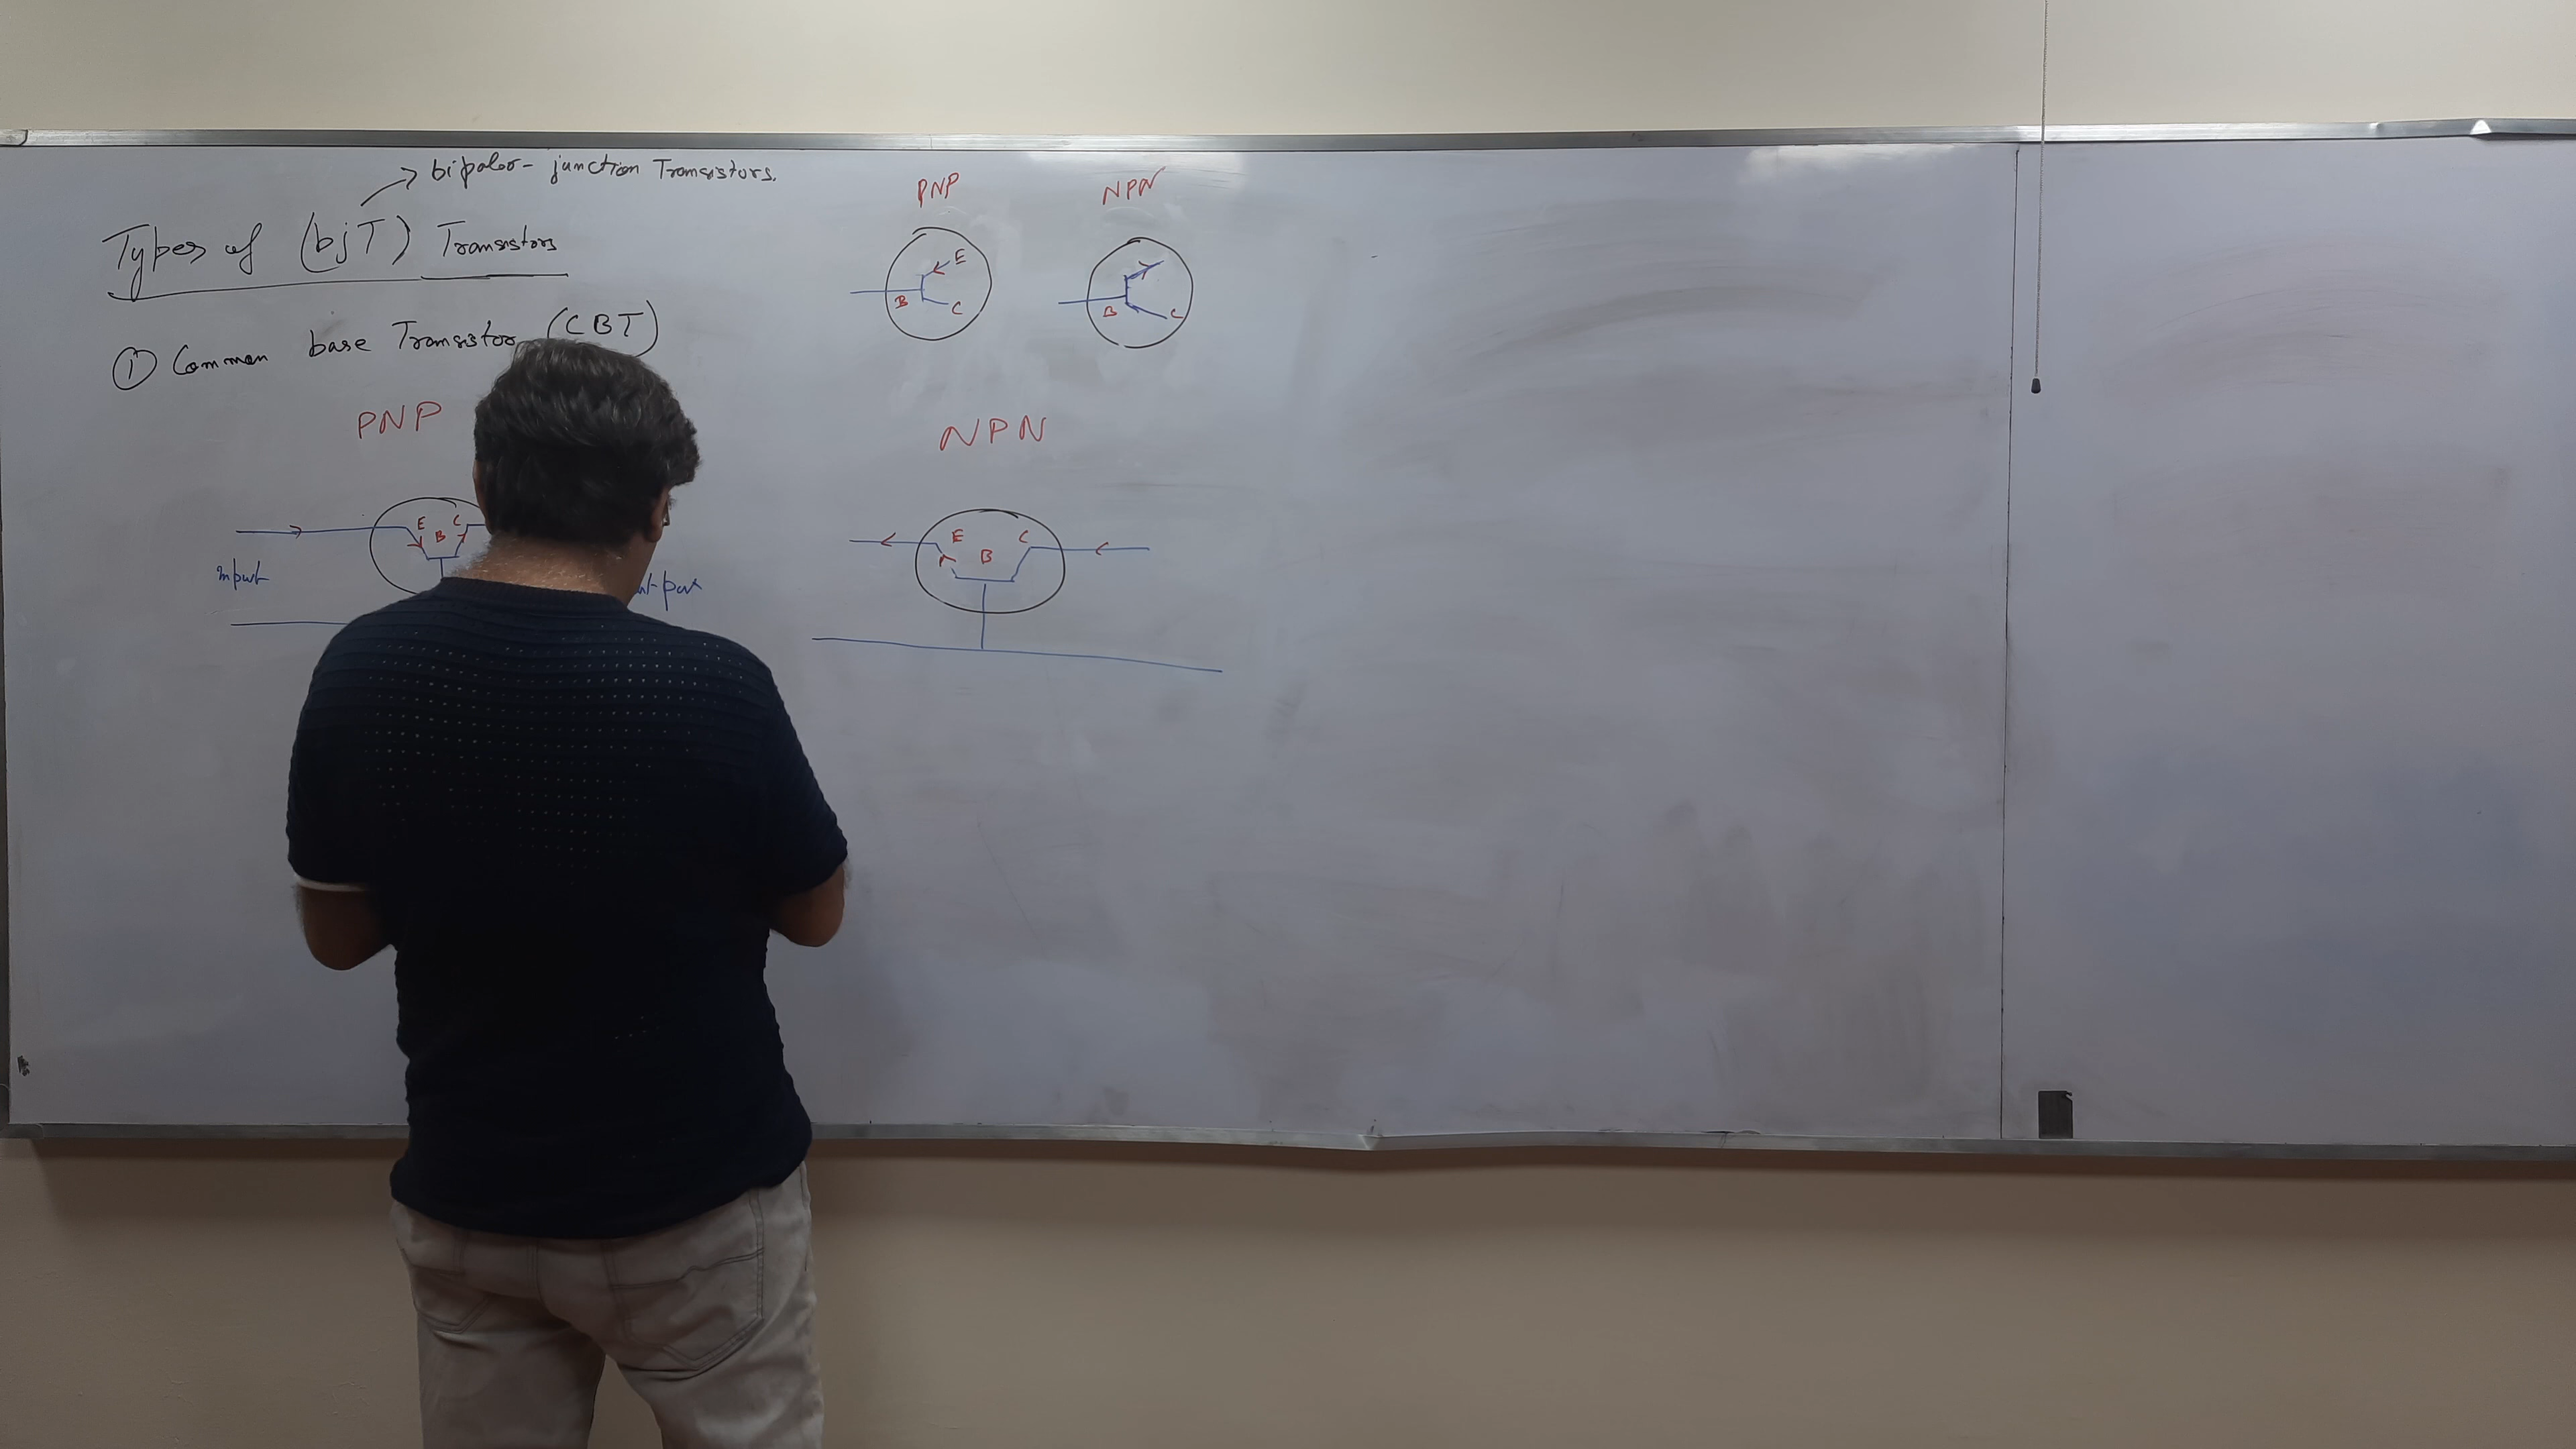 bipolar - junction Transistors.
Types of (bjT) Transistors
① Common base Transistor (CBT)
PNP NPN
E
B C
B C
PNP
E C
B
input
NPN
E C
B